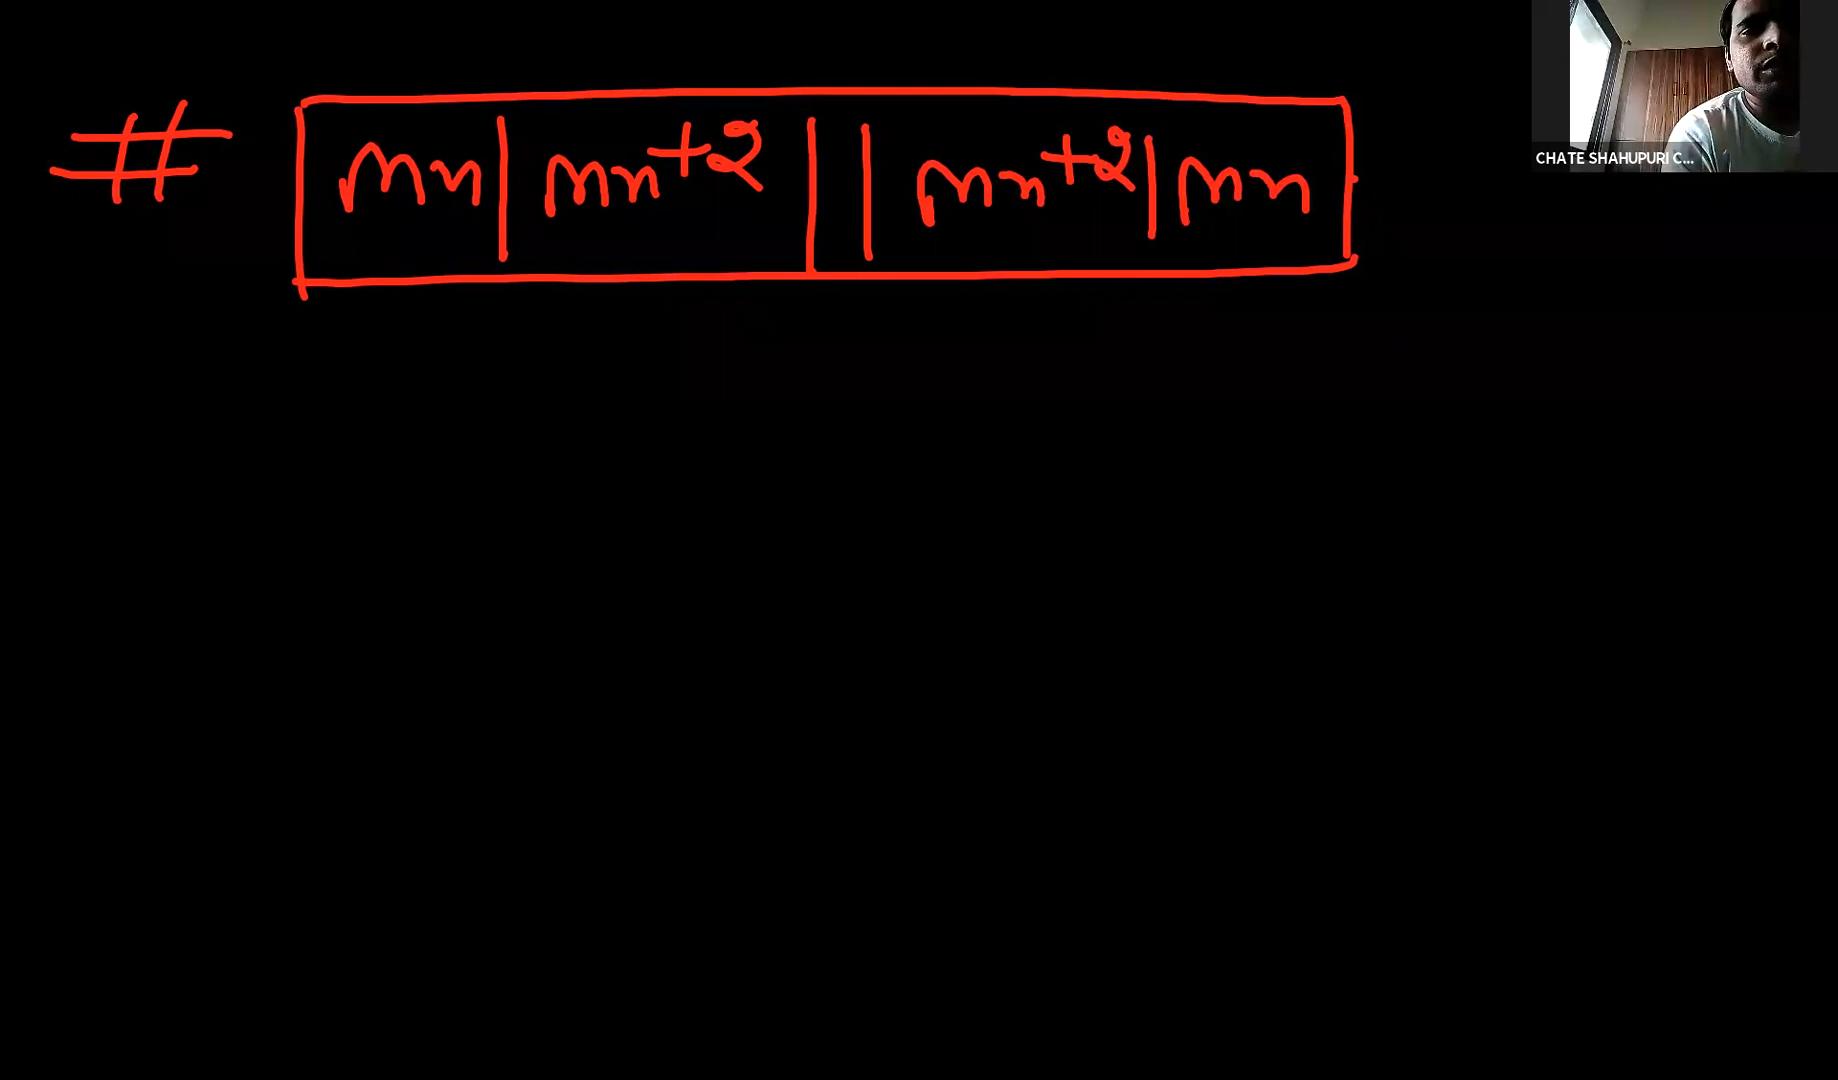 CHATE SHAHUPURI C...
# Mn | Mn⁺² || Mn⁺² | Mn